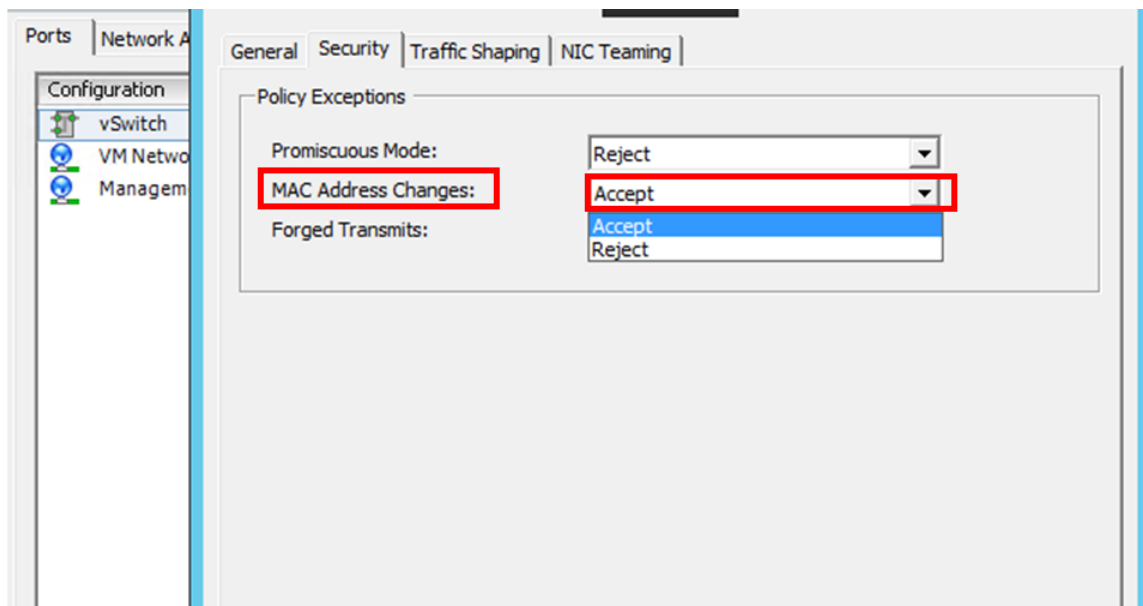 Ports
Network A
General
Security
Traffic Shaping
NIC Teaming
Configuration
vSwitch
VM Netwo
Managem
Policy Exceptions
Promiscuous Mode:
Reject
MAC Address Changes:
Accept
Forged Transmits:
Accept
Reject